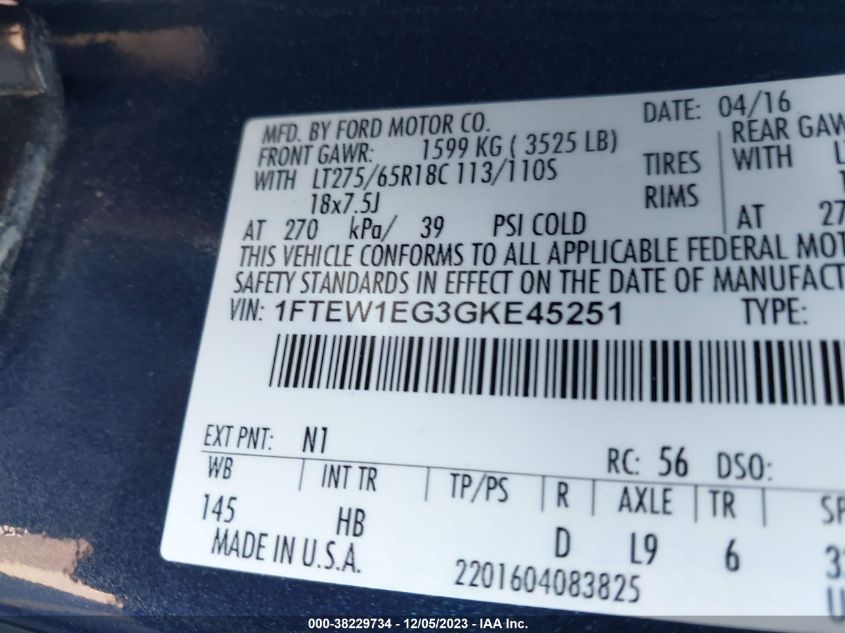 MFD. BY FORD MOTOR CO.
DATE: 04/16
FRONT GAWR: 1599 KG ( 3525 LB)
REAR GAW
WITH LT275/65R18C 113/110S TIRES WITH
18x7.5J RIMS
AT 270 kPa/ 39 PSI COLD AT 27
THIS VEHICLE CONFORMS TO ALL APPLICABLE FEDERAL MOT
SAFETY STANDARDS IN EFFECT ON THE DATE OF MANUFACT
VIN: 1FTEW1EG3GKE45251 TYPE:
EXT PNT: N1 RC: 56 DSO:
WB INT TR TP/PS R AXLE TR SP
145 HB D L9 6
MADE IN U.S.A. 2201604083825
000-38229734 - 12/05/2023 - IAA Inc.